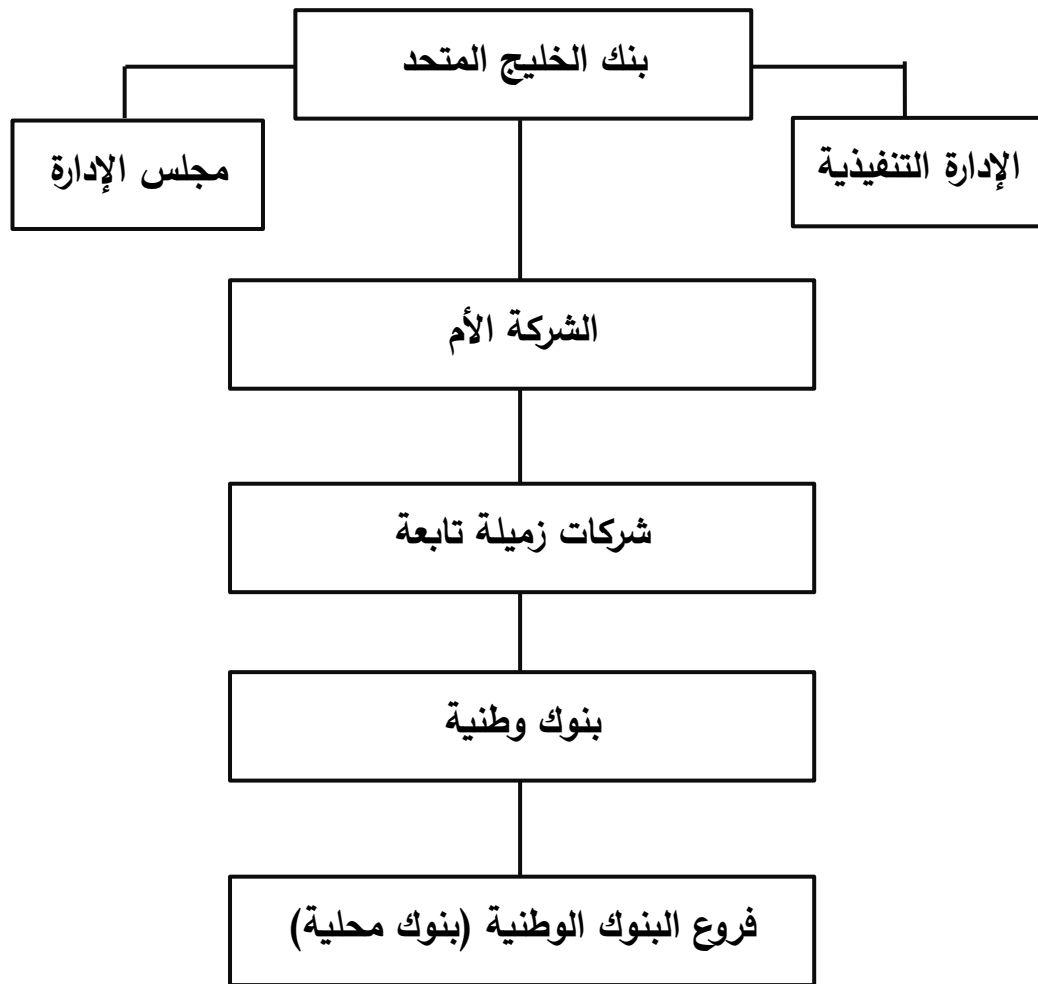 بنك الخليج المتحد
الإدارة التنفيذية
مجلس الإدارة
الشركة الأم
شركات زميلة تابعة
بنوك وطنية
فروع البنوك الوطنية (بنوك محلية)